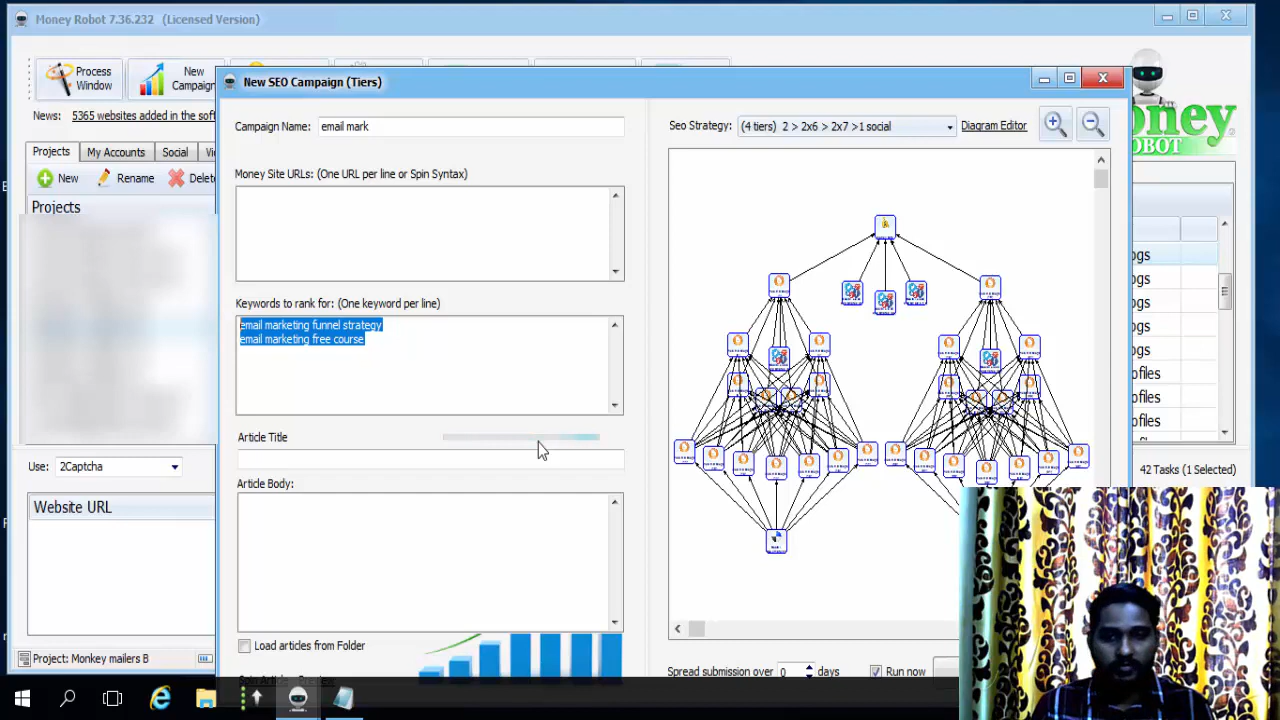 Money Robot 7.36.232 (Licensed Version)
Process Window
New Campaign
News: 5365 websites added in the soft
New SEO Campaign (Tiers)
Projects
My Accounts
Social
New
Rename
Delete
Projects
Campaign Name: email mark
Money Site URLs: (One URL per line or Spin Syntax)
Keywords to rank for: (One keyword per line)
email marketing funnel strategy
email marketing free course
Article Title
Article Body:
Load articles from Folder
Seo Strategy: (4 tiers) 2 > 2x6 > 2x7 >1 social
Diagram Editor
Spread submission over 0 days
Run now
oney
ROBOT
ogs
ogs
ogs
ogs
ogs
ofiles
ofiles
ofiles
42 Tasks (1 Selected)
Use: 2Captcha
Website URL
Project: Monkey mailers B